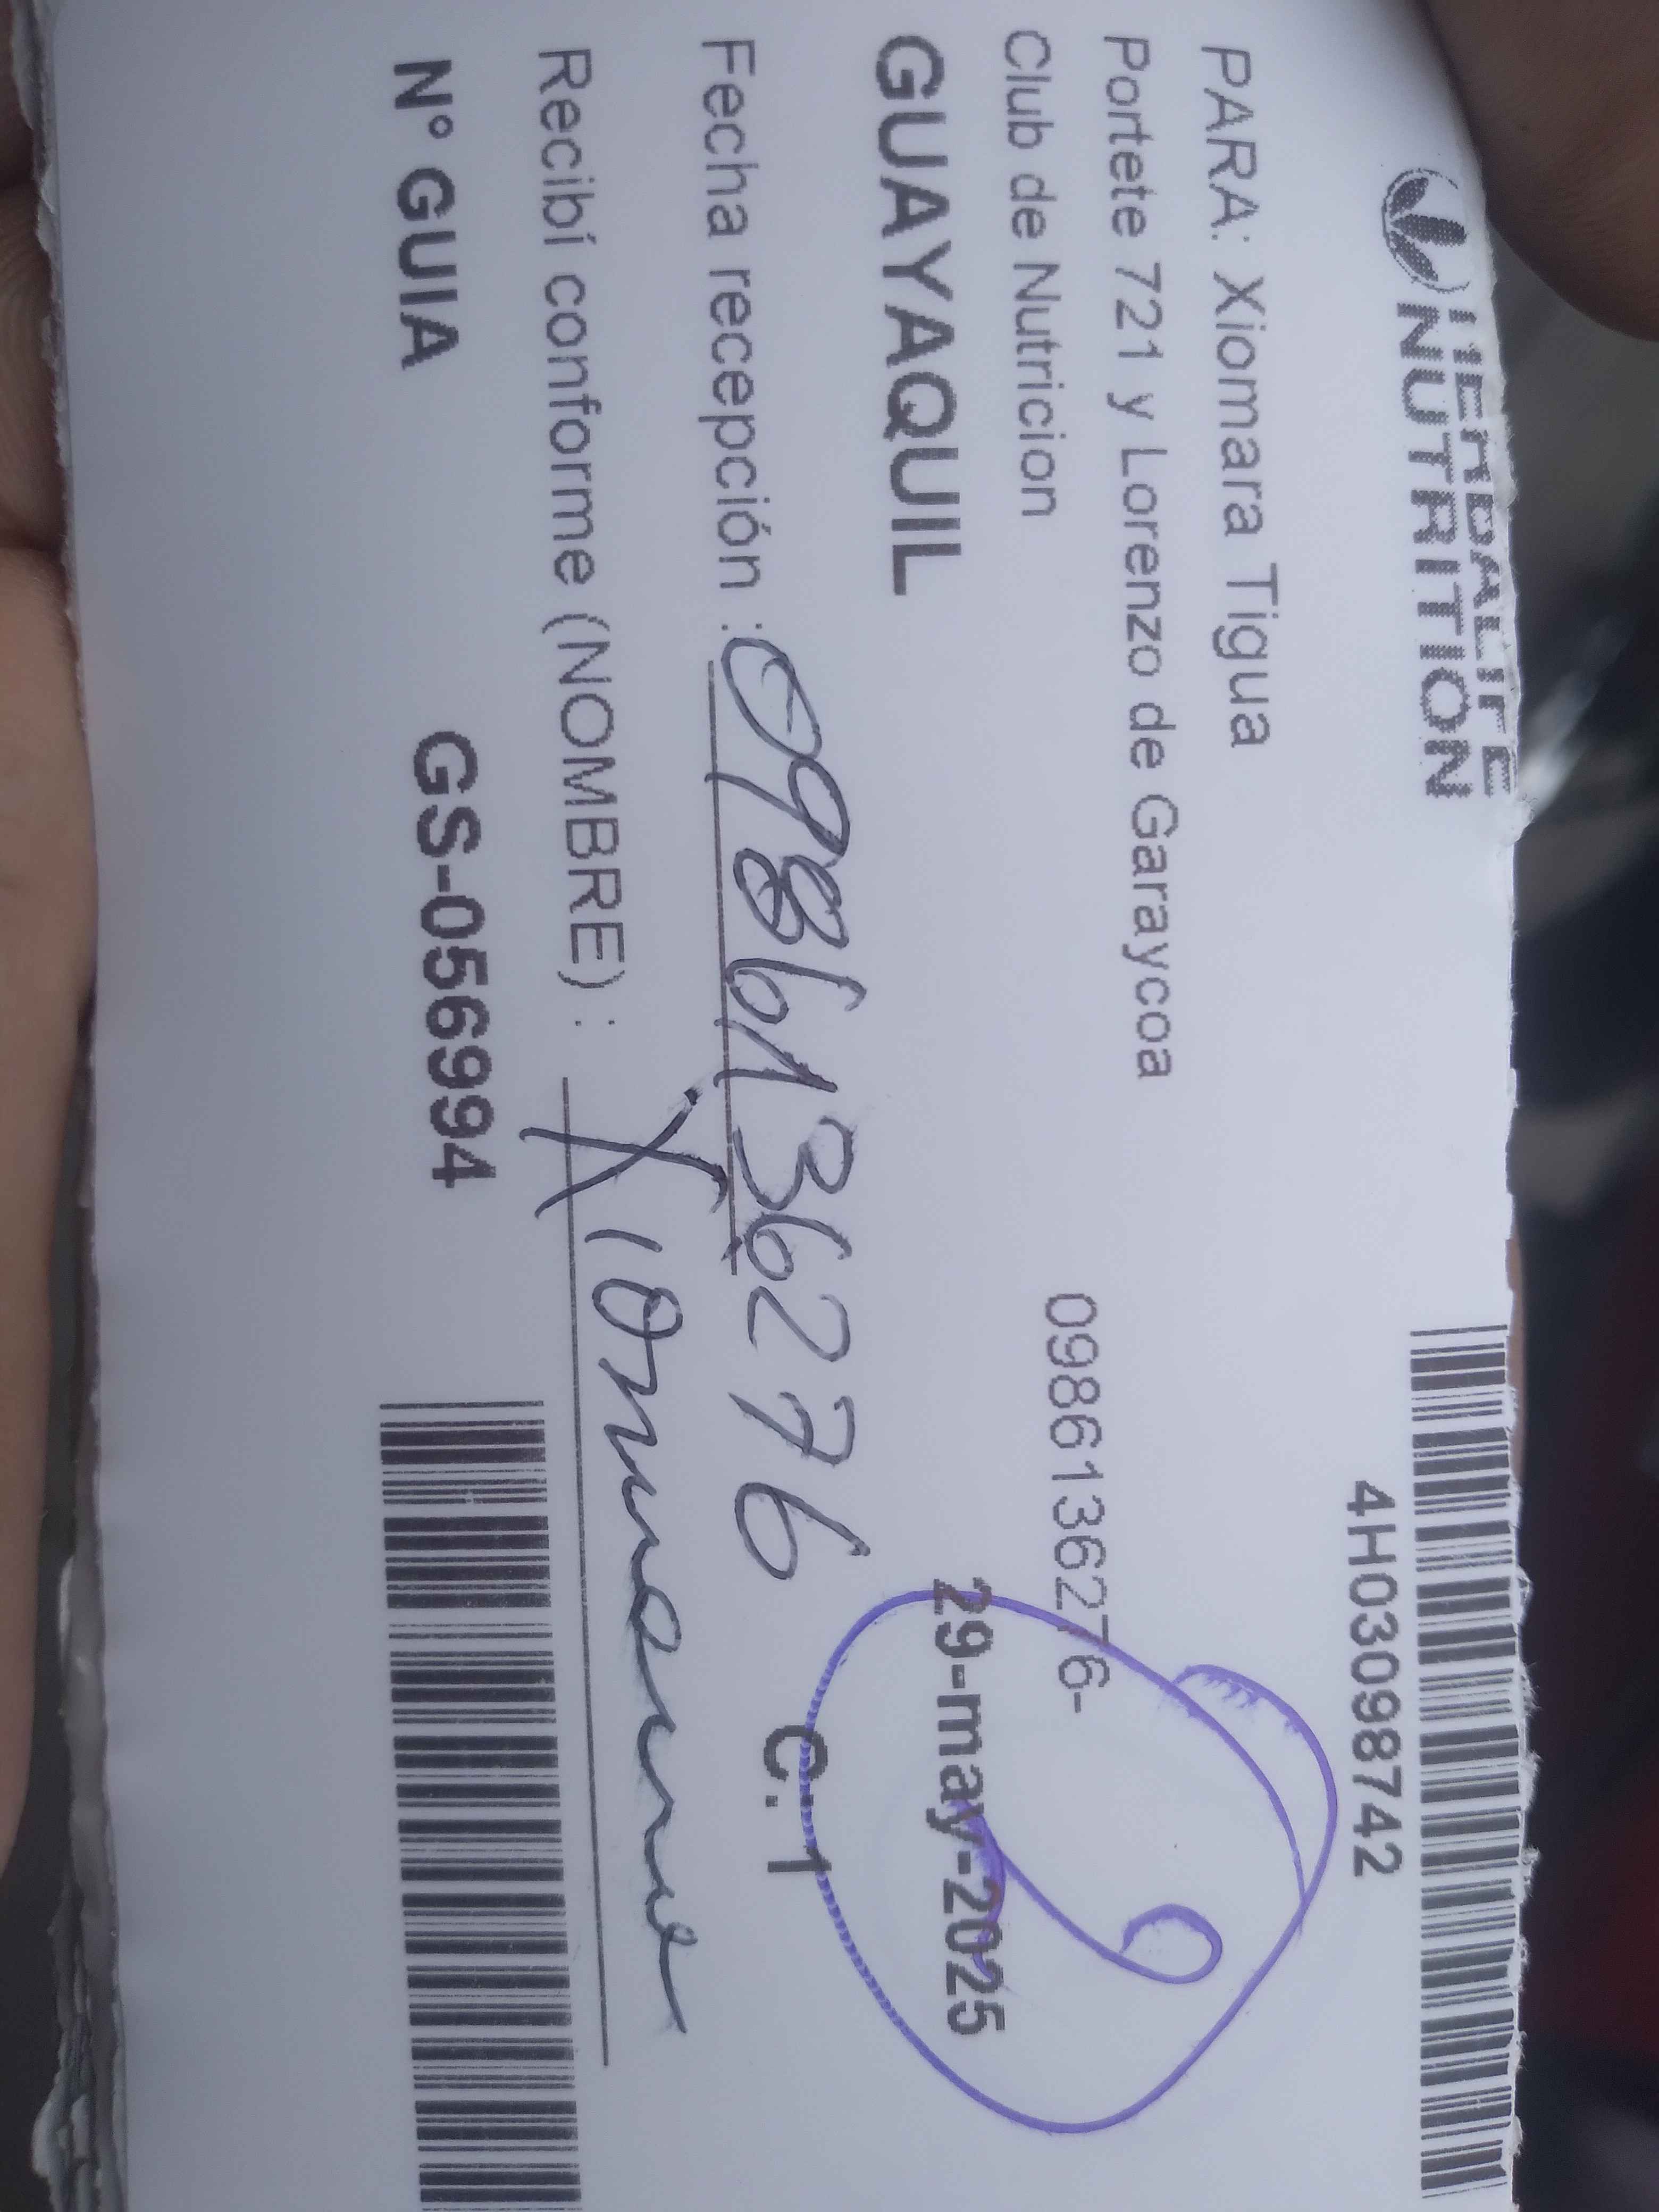 HERBALIFE
NUTRITION
4H03098742
PARA: Xiomara Tigua
Portete 721 y Lorenzo de Garaycoa
Club de Nutricion
0986136276-
GUAYAQUIL
29-may-2025
Fecha recepción : 0986136276
C: 1
Recibí conforme (NOMBRE) :
N° GUIA GS-056994